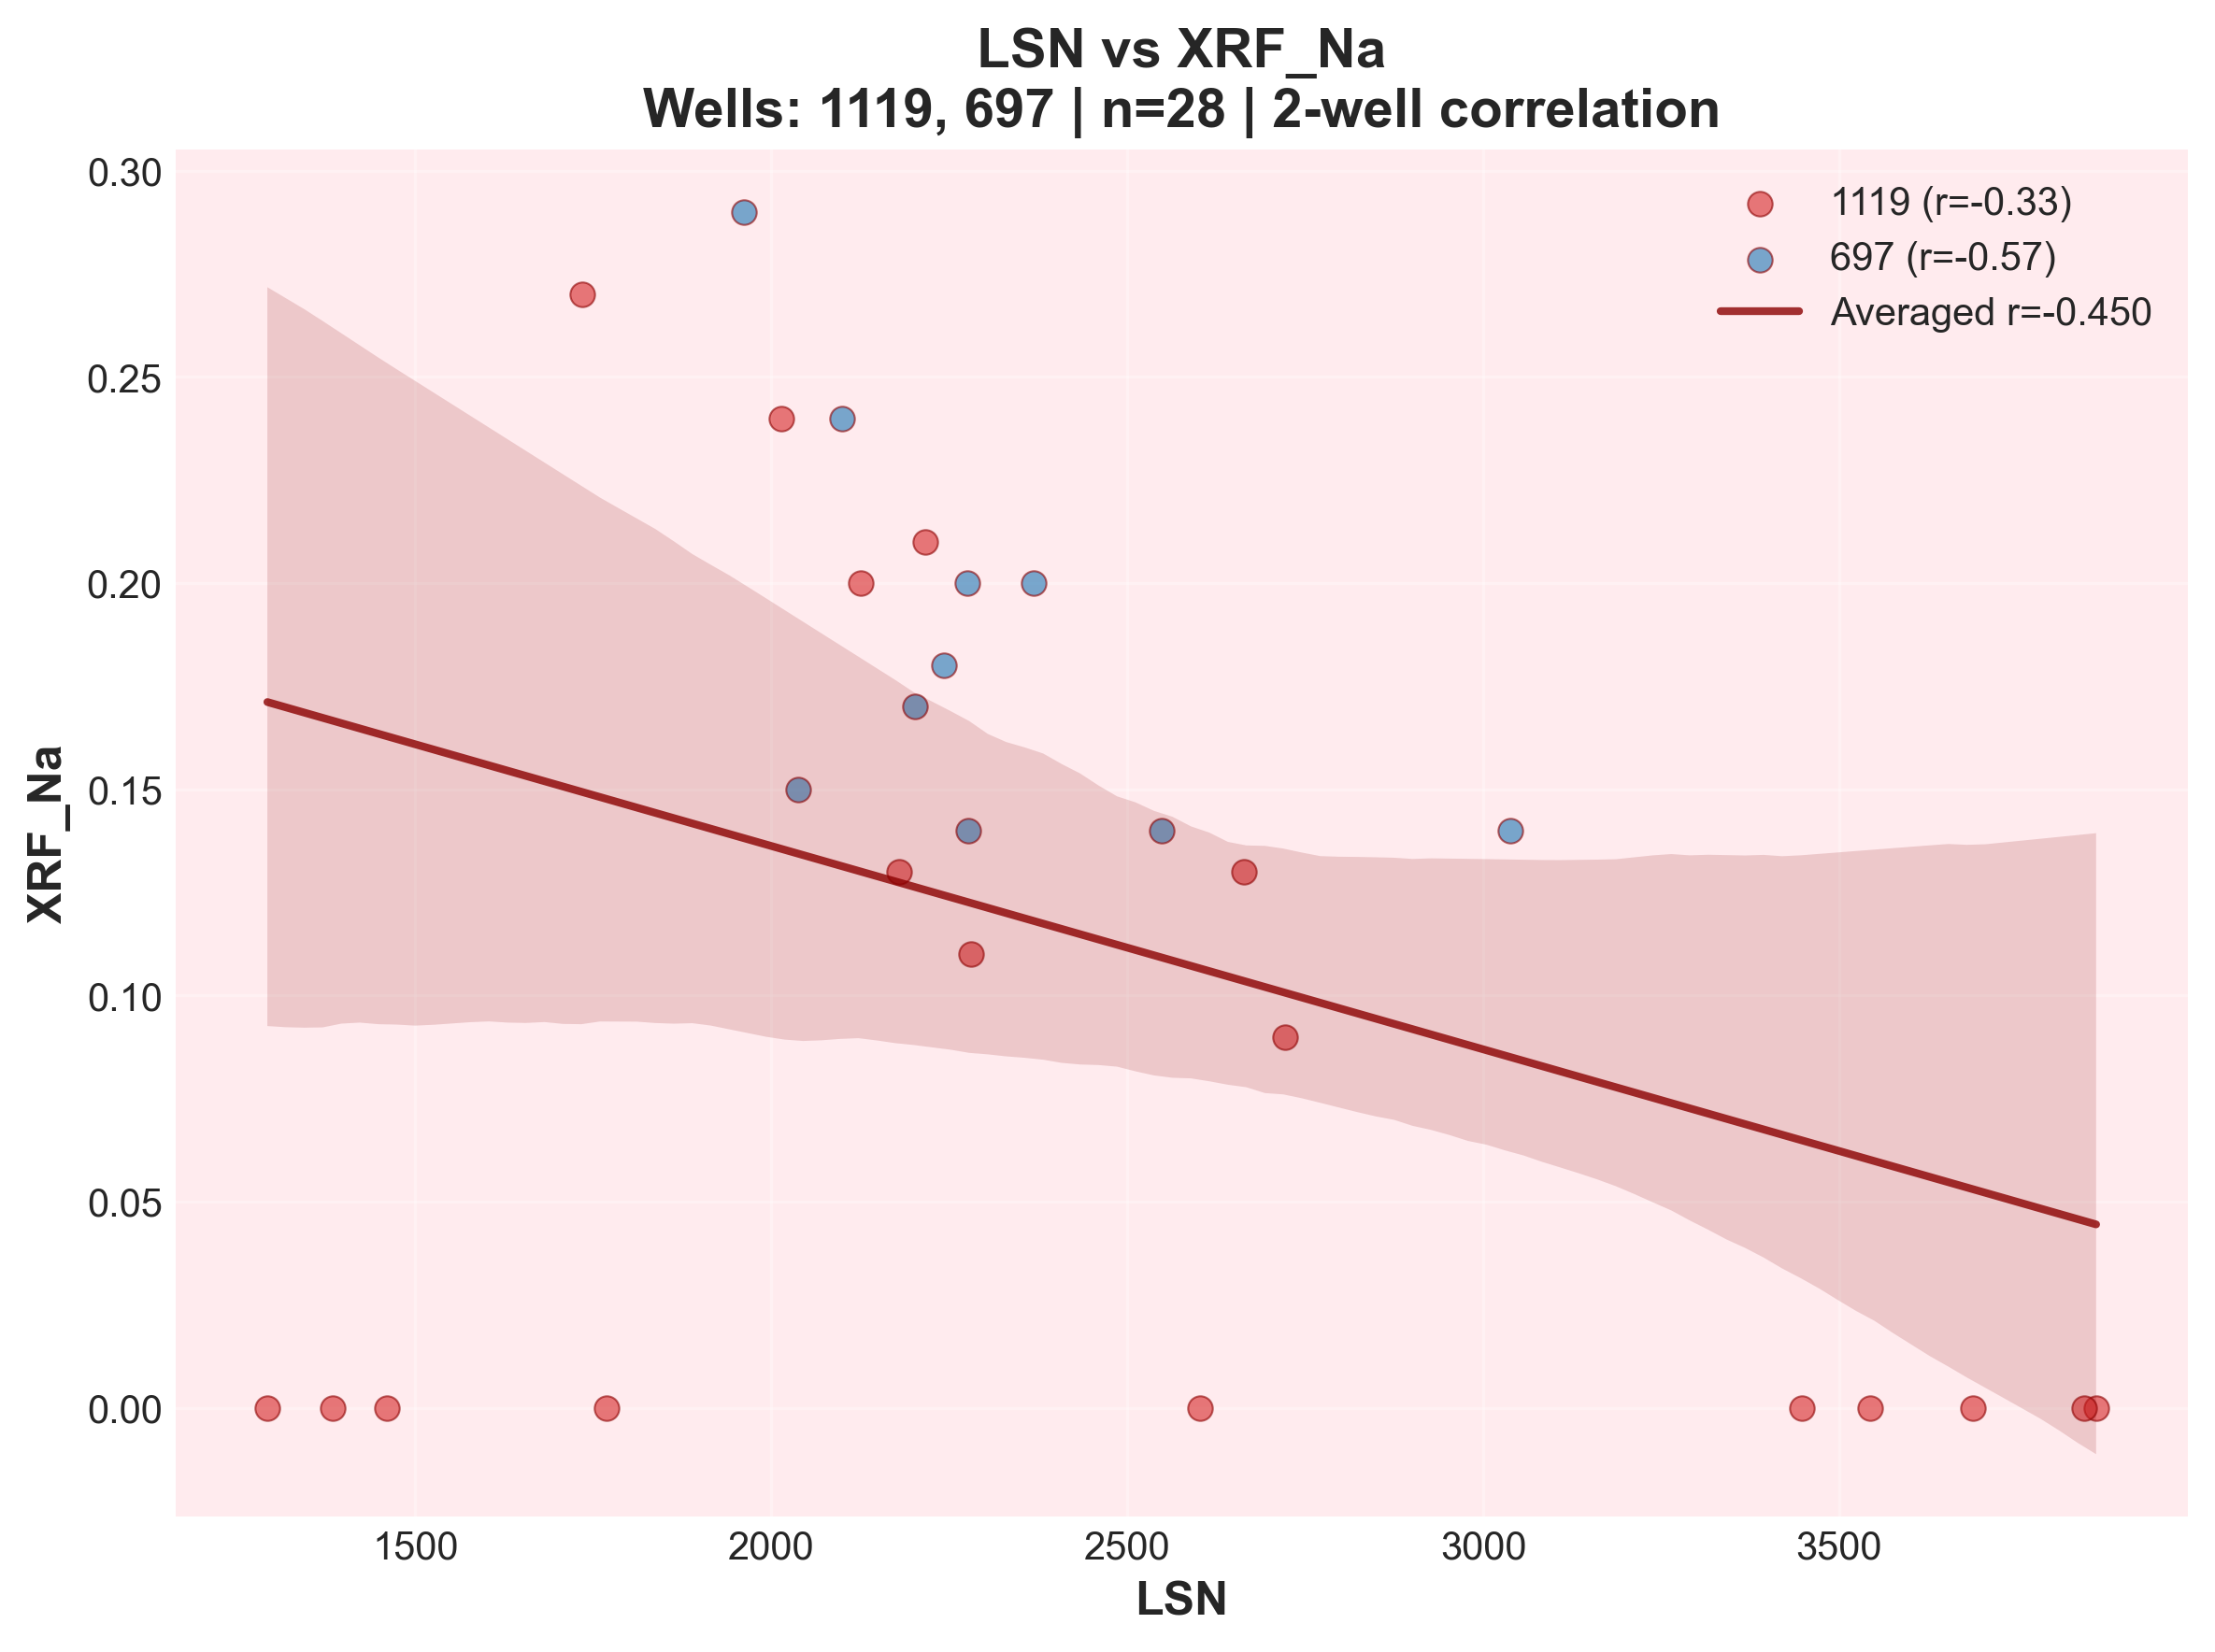 LSN vs XRF_Na
Wells: 1119, 697 | n=28 | 2-well correlation
1119 (r=-0.33)
697 (r=-0.57)
Averaged r=-0.450
XRF_Na
0.30
0.25
0.20
0.15
0.10
0.05
0.00
1500 2000 2500 3000 3500
LSN